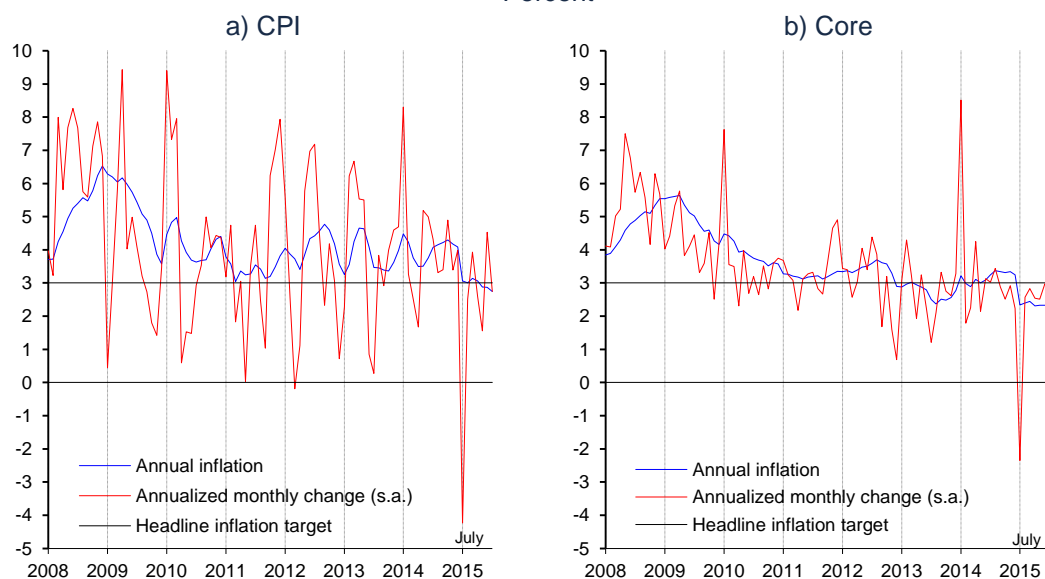 Percent
a) CPI
b) Core
10
9
8
7
6
5
4
3
2
1
0
-1
-2
-3
-4
-5
Annual inflation
Annualized monthly change (s.a.)
Headline inflation target
July
2008 2009 2010 2011 2012 2013 2014 2015
10
9
8
7
6
5
4
3
2
1
0
-1
-2
-3
-4
-5
Annual inflation
Annualized monthly change (s.a.)
Headline inflation target
July
2008 2009 2010 2011 2012 2013 2014 2015